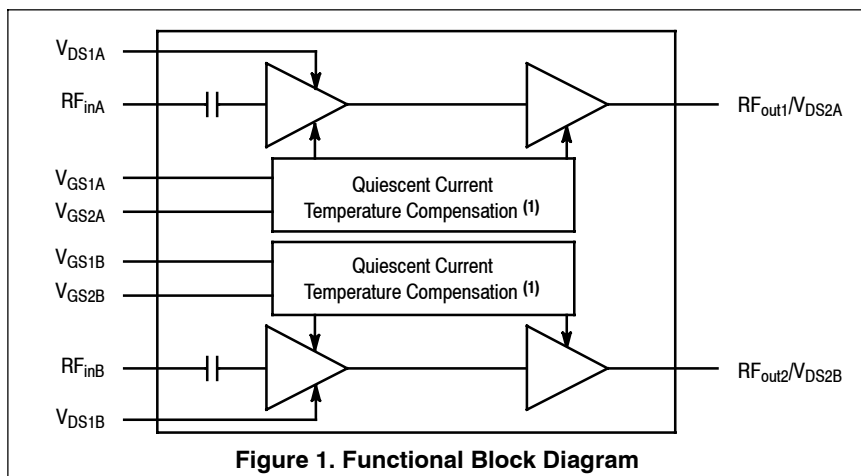 V_DS1A
RF_inA
RF_out1/V_DS2A
V_GS1A
V_GS2A
Quiescent Current
Temperature Compensation (1)
V_GS1B
V_GS2B
Quiescent Current
Temperature Compensation (1)
RF_inB
RF_out2/V_DS2B
V_DS1B
Figure 1. Functional Block Diagram